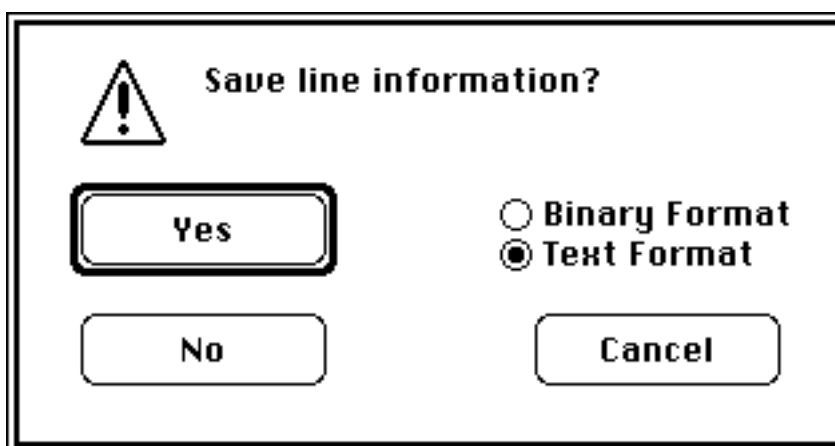 Save line information?
Yes
Binary Format
Text Format
No
Cancel